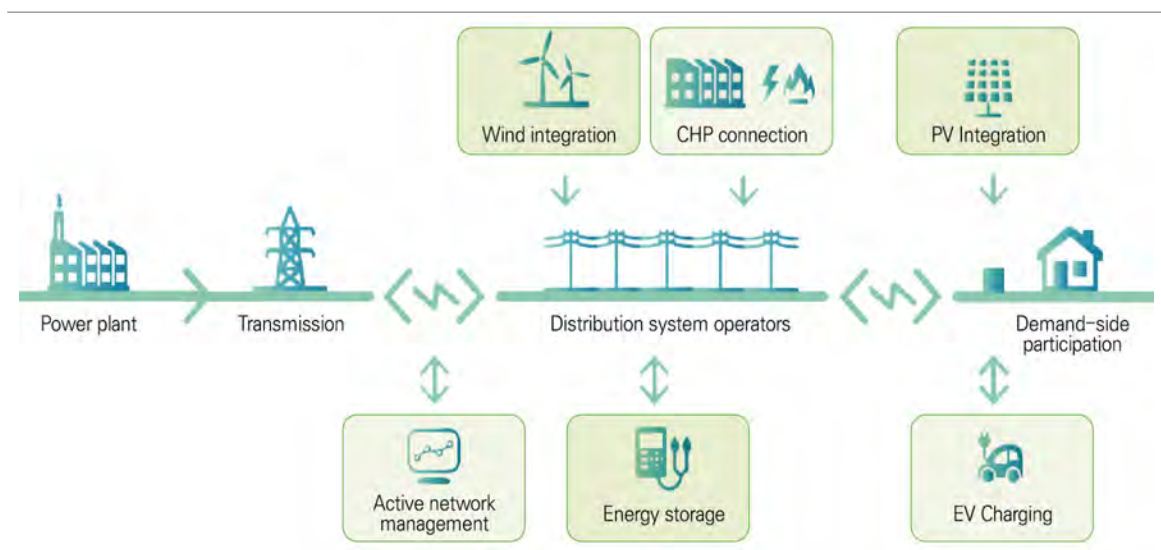 Wind integration
CHP connection
PV Integration
Power plant
Transmission
Distribution system operators
Demand-side
participation
Active network
management
Energy storage
EV Charging